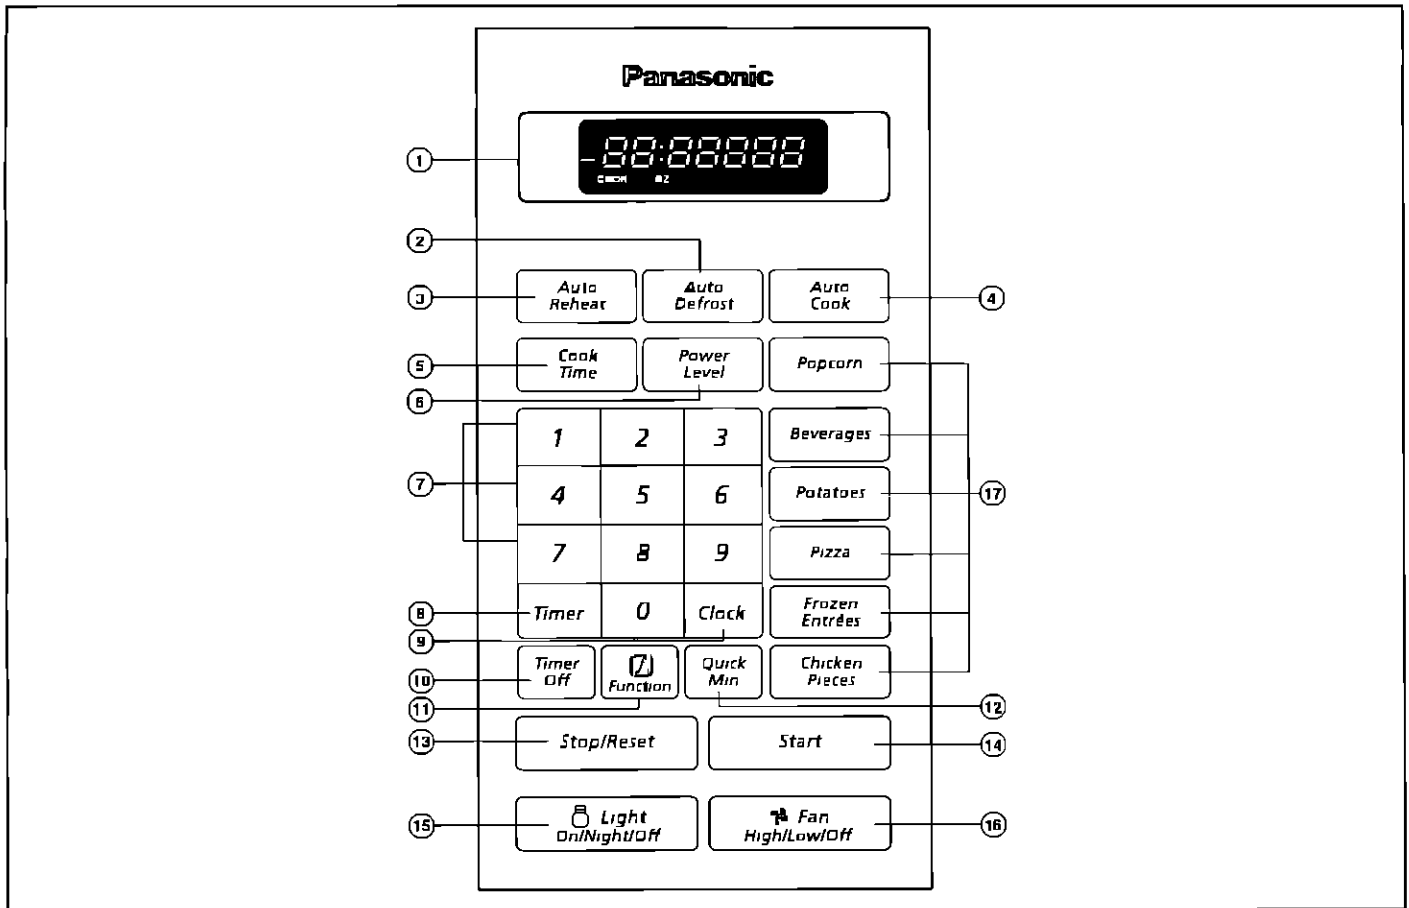 Panasonic
1
88:88888
2
Auto
Reheat
Auto
Defrost
Auto
Cook
3
4
Cook
Time
Power
Level
Popcorn
5
6
1 2 3
Beverages
7
4 5 6
Potatoes
17
7 8 9
Pizza
8
Timer 0 Clock
Frozen
Entrées
9
Timer
Off
Function
Quick
Min
Chicken
Pieces
10
11
12
13
Stop/Reset
Start
14
15
Light
On/Night/Off
Fan
High/Low/Off
16